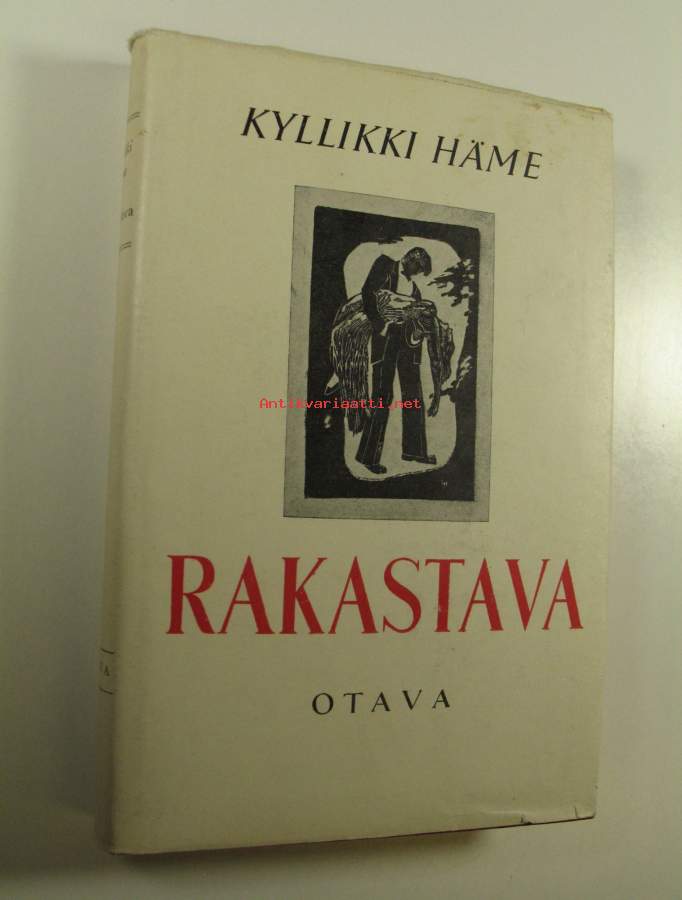 KYLLIKKI HÄME
Antikvariaatti.net
RAKASTAVA
OTAVA